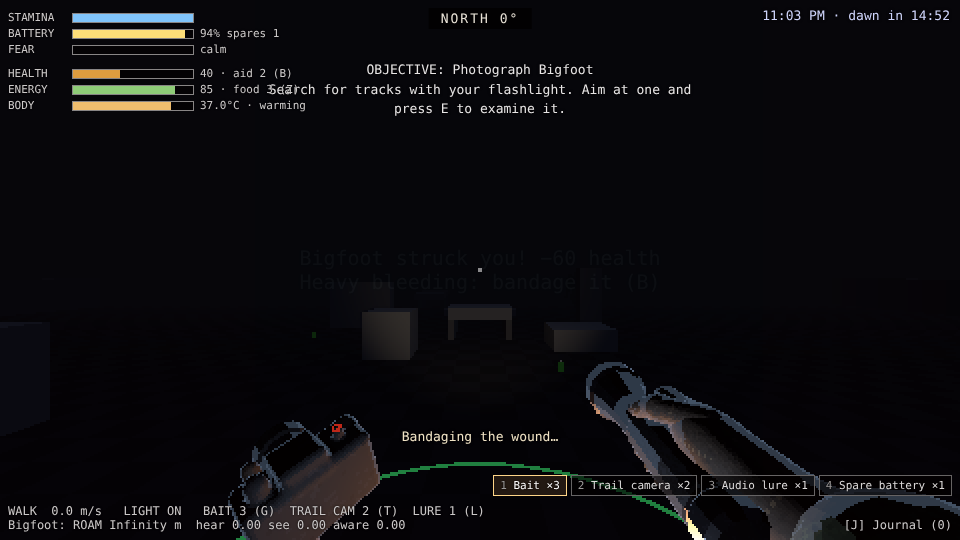 STAMINA
NORTH 0°
11:03 PM · dawn in 14:52
BATTERY 94% spares 1
FEAR calm
HEALTH 40 · aid 2 (B)
OBJECTIVE: Photograph Bigfoot
ENERGY 85 · food
Search for tracks with your flashlight. Aim at one and
press E to examine it.
BODY 37.0°C · warming
Bigfoot struck you! −60 health
Heavy bleeding: bandage it (B)
Bandaging the wound…
1 Bait ×3 2 Trail camera ×2 3 Audio lure ×1 4 Spare battery ×1
WALK 0.0 m/s LIGHT ON BAIT 3 (G) TRAIL CAM 2 (T) LURE 1 (L)
Bigfoot: ROAM Infinity m hear 0.00 see 0.00 aware 0.00
[J] Journal (0)